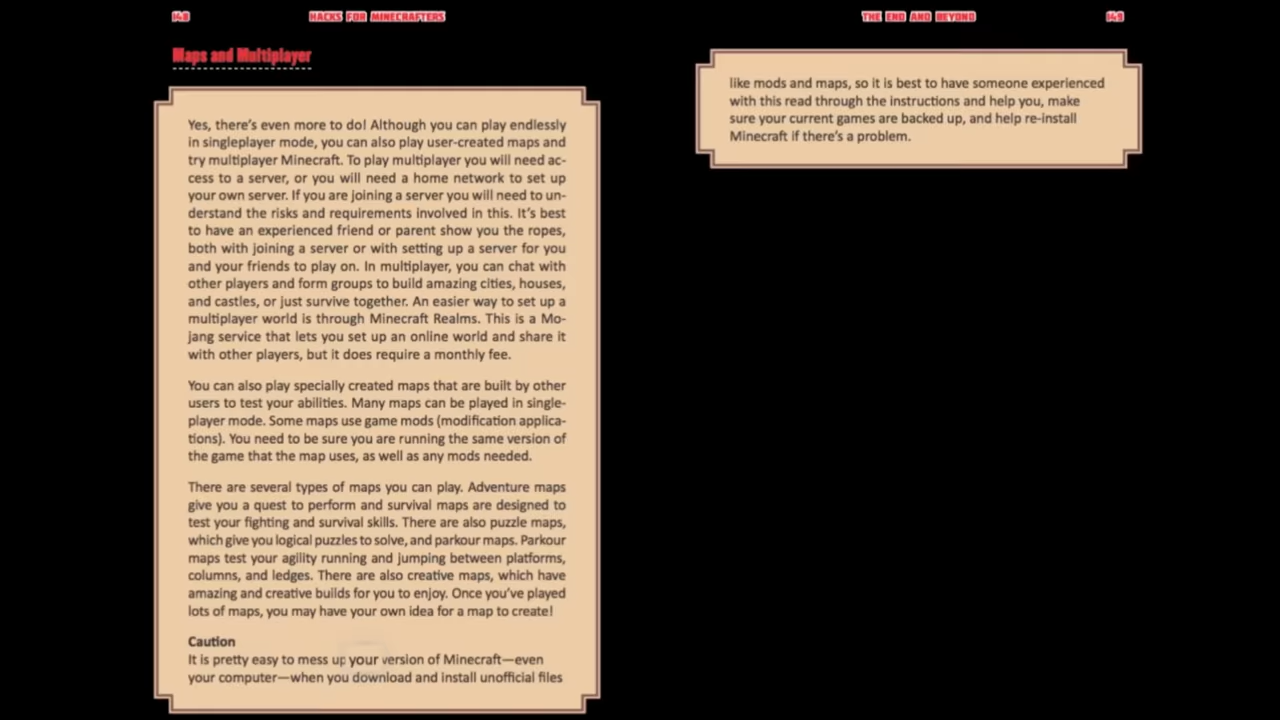 148
HACKS FOR MINECRAFTERS
Maps and Multiplayer
Yes, there's even more to do! Although you can play endlessly
in singleplayer mode, you can also play user-created maps and
try multiplayer Minecraft. To play multiplayer you will need ac-
cess to a server, or you will need a home network to set up
your own server. If you are joining a server you will need to un-
derstand the risks and requirements involved in this. It's best
to have an experienced friend or parent show you the ropes,
both with joining a server or with setting up a server for you
and your friends to play on. In multiplayer, you can chat with
other players and form groups to build amazing cities, houses,
and castles, or just survive together. An easier way to set up a
multiplayer world is through Minecraft Realms. This is a Mo-
jang service that lets you set up an online world and share it
with other players, but it does require a monthly fee.
You can also play specially created maps that are built by other
users to test your abilities. Many maps can be played in single-
player mode. Some maps use game mods (modification applica-
tions). You need to be sure you are running the same version of
the game that the map uses, as well as any mods needed.
There are several types of maps you can play. Adventure maps
give you a quest to perform and survival maps are designed to
test your fighting and survival skills. There are also puzzle maps,
which give you logical puzzles to solve, and parkour maps. Parkour
maps test your agility running and jumping between platforms,
columns, and ledges. There are also creative maps, which have
amazing and creative builds for you to enjoy. Once you've played
lots of maps, you may have your own idea for a map to create!
Caution
It is pretty easy to mess up your version of Minecraft—even
your computer—when you download and install unofficial files
THE END AND BEYOND
149
like mods and maps, so it is best to have someone experienced
with this read through the instructions and help you, make
sure your current games are backed up, and help re-install
Minecraft if there's a problem.